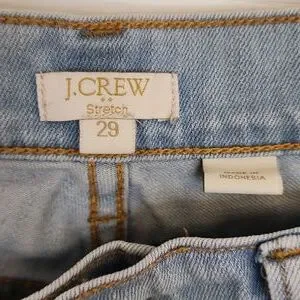 J.CREW
Stretch
29
MADE IN
INDONESIA